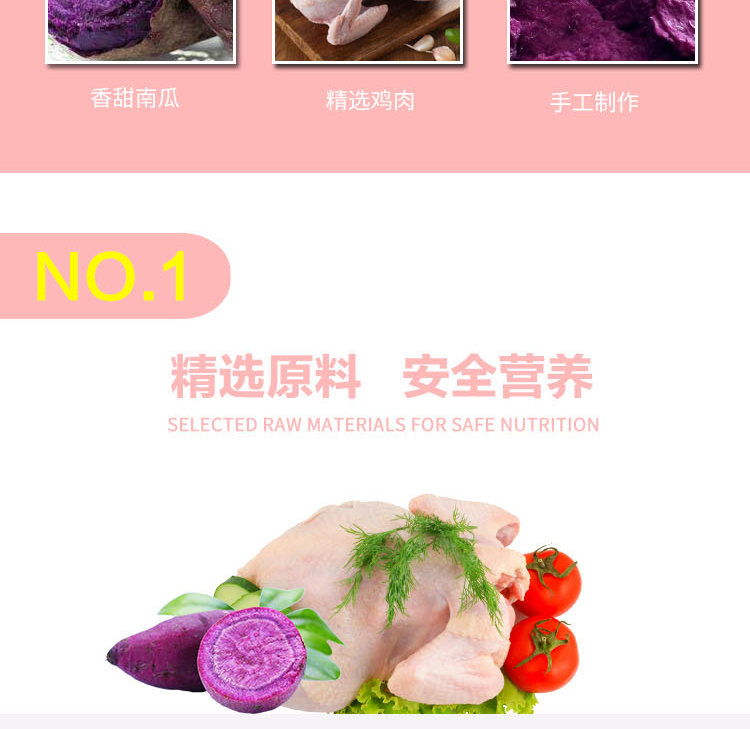 香甜南瓜
精选鸡肉
手工制作
NO.1
精选原料 安全营养
SELECTED RAW MATERIALS FOR SAFE NUTRITION